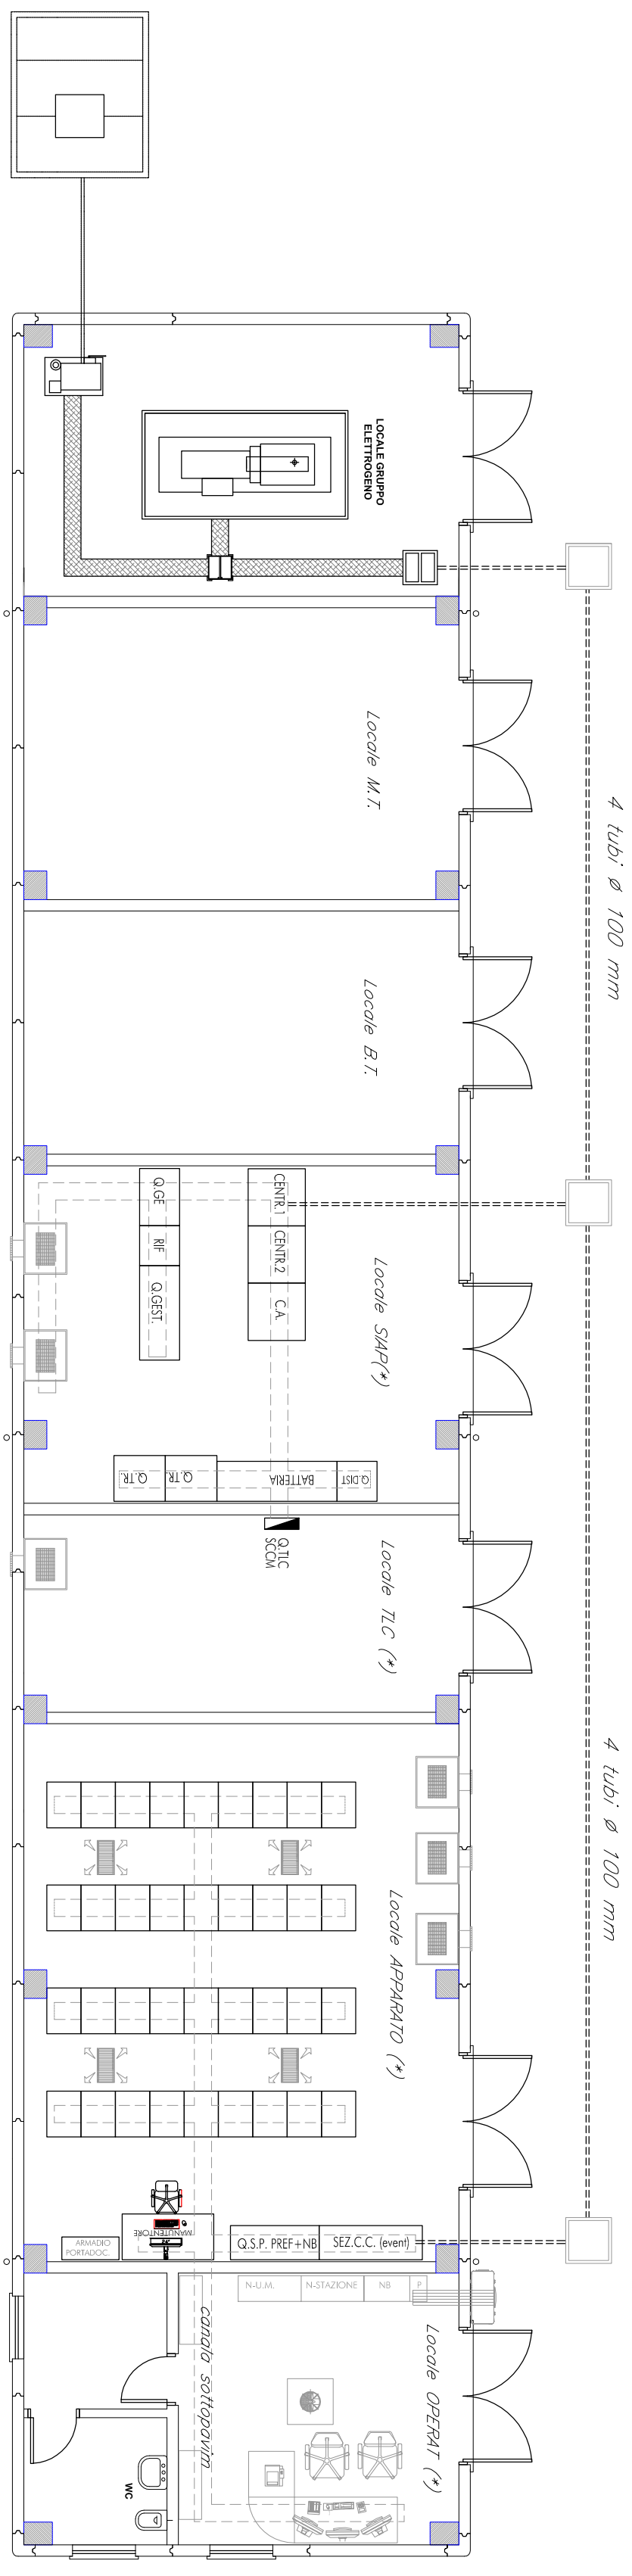 LOCALE GRUPPO
ELETTROGENO
4 tubi ø 100 mm
Locale M.T.
Locale B.T.
Q.GE
RIF
Q.GEST.
CENTR.1
CENTR.2
C.A.
Locale SIAP(*)
Q.TR.
Q.TR.
BATTERIA
Q.DIST
Q.TLC
SCCM
Locale TLC (*)
4 tubi ø 100 mm
Locale APPARATO (*)
MANUTENTORE
ARMADIO
PORTADOC.
Q.S.P. PREF+NB
SEZ.C.C. (event)
N-U.M.
N-STAZIONE
NB
P
canala sottopavim
Locale OPERAT (*)
WC